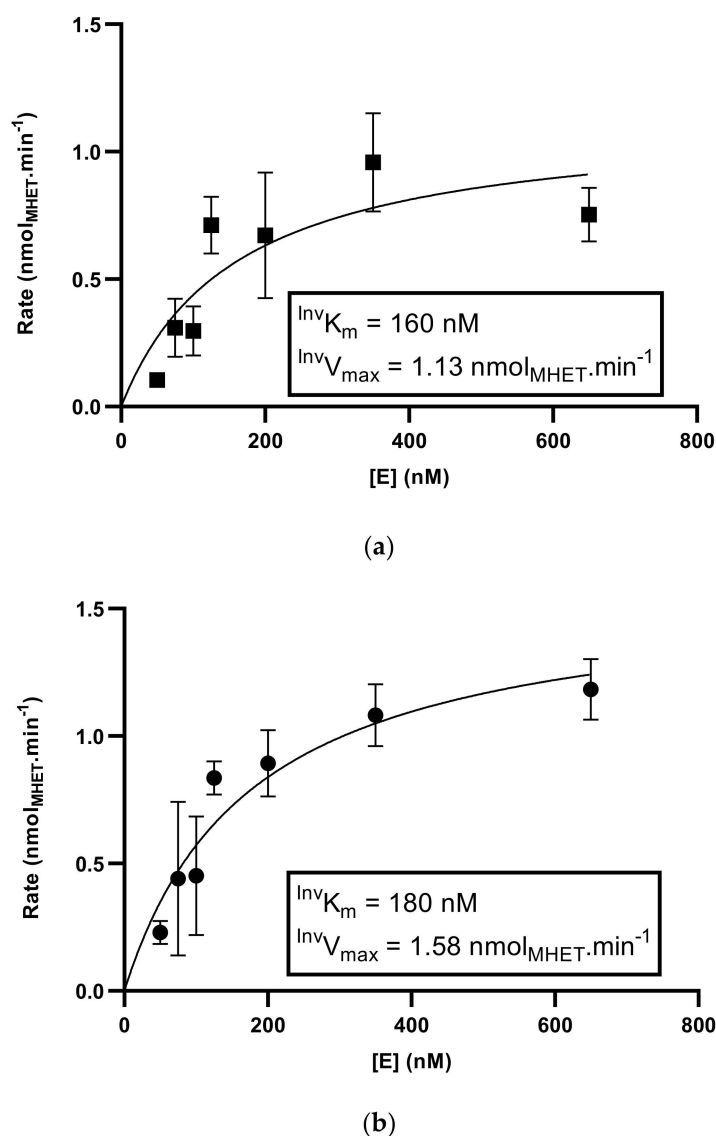 1.5
1.0
0.5
0.0
Rate (nmolMHET.min-1)
InvKm = 160 nM
InvVmax = 1.13 nmolMHET.min-1
0 200 400 600 800
[E] (nM)
(a)
1.5
1.0
0.5
0.0
Rate (nmolMHET.min-1)
InvKm = 180 nM
InvVmax = 1.58 nmolMHET.min-1
0 200 400 600 800
[E] (nM)
(b)